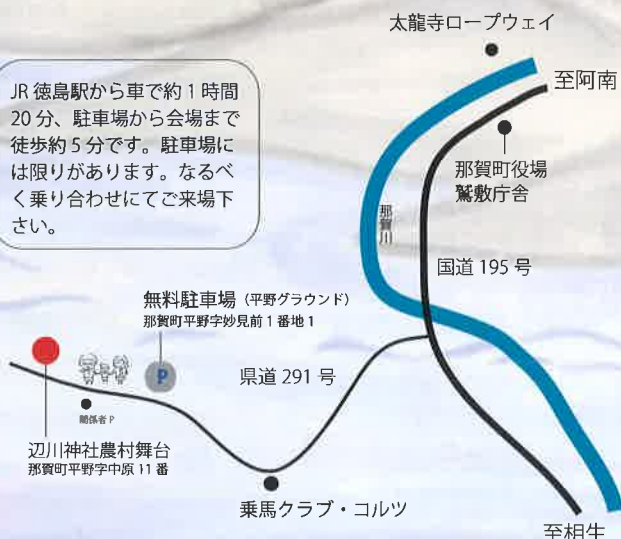 太龍寺ロープウェイ
至阿南
JR 徳島駅から車で約 1 時間
20 分、駐車場から会場まで
徒歩約 5 分です。駐車場に
は限りがあります。なるべ
く乗り合わせにてご来場下
さい。
那賀町役場
鷲敷庁舎
那賀川
国道 195 号
無料駐車場（平野グラウンド）
那賀町平野字妙見前 1 番地 1
P
県道 291 号
関係者 P
辺川神社農村舞台
那賀町平野字中原 11 番
乗馬クラブ・コルツ
至相生